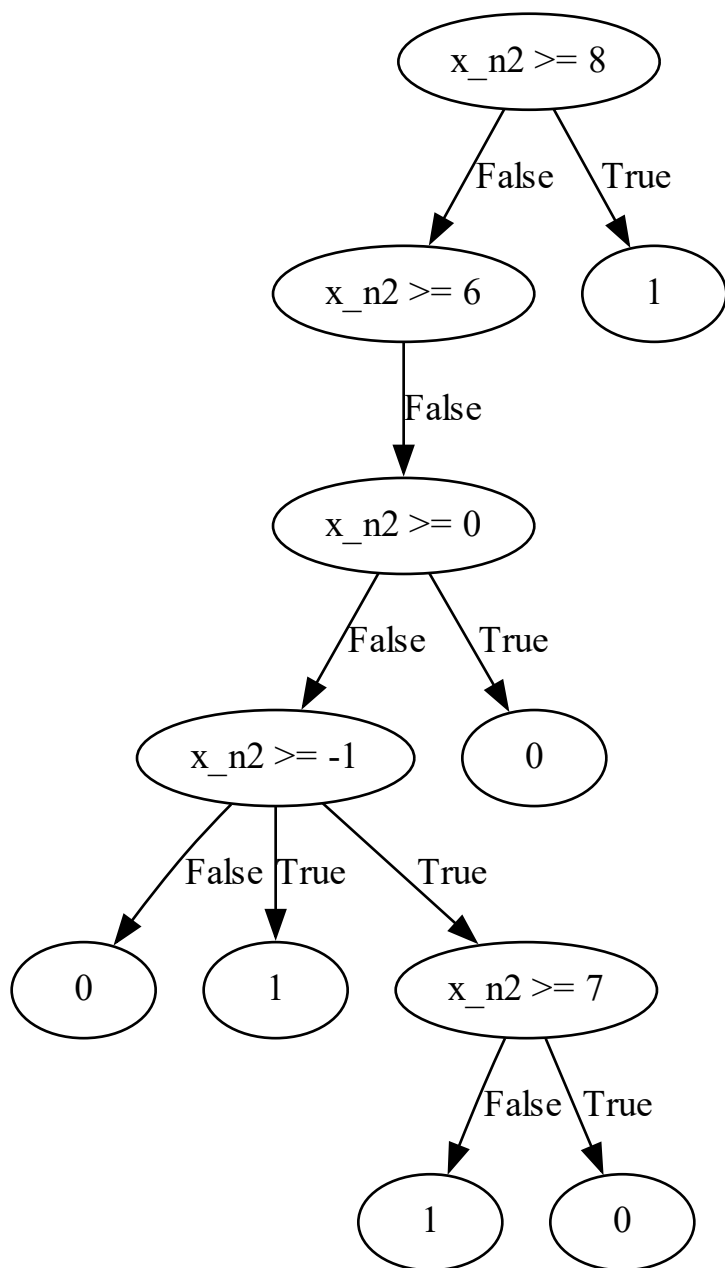 x_n2 >= 8
False
True
x_n2 >= 6
1
False
x_n2 >= 0
False
True
x_n2 >= -1
0
False
True
True
0
1
x_n2 >= 7
False
True
1
0